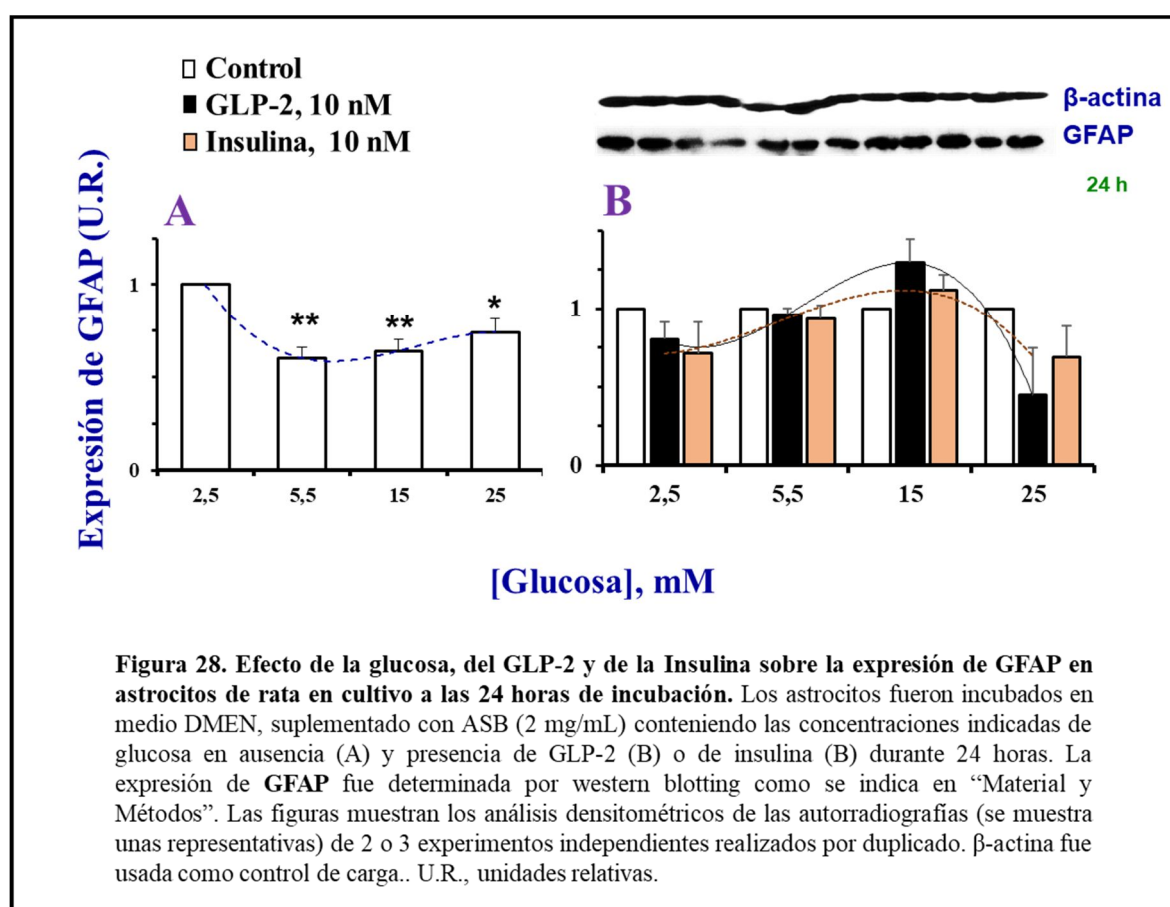 Control
GLP-2, 10 nM
Insulina, 10 nM
β-actina
GFAP
24 h
Expresión de GFAP (U.R.)
A
1
0
** ** *
2,5 5,5 15 25
B
1
0
2,5 5,5 15 25
[Glucosa], mM
Figura 28. Efecto de la glucosa, del GLP-2 y de la Insulina sobre la expresión de GFAP en
astrocitos de rata en cultivo a las 24 horas de incubación. Los astrocitos fueron incubados en
medio DMEN, suplementado con ASB (2 mg/mL) conteniendo las concentraciones indicadas de
glucosa en ausencia (A) y presencia de GLP-2 (B) o de insulina (B) durante 24 horas. La
expresión de GFAP fue determinada por western blotting como se indica en “Material y
Métodos”. Las figuras muestran los análisis densitométricos de las autorradiografías (se muestra
unas representativas) de 2 o 3 experimentos independientes realizados por duplicado. β-actina fue
usada como control de carga.. U.R., unidades relativas.